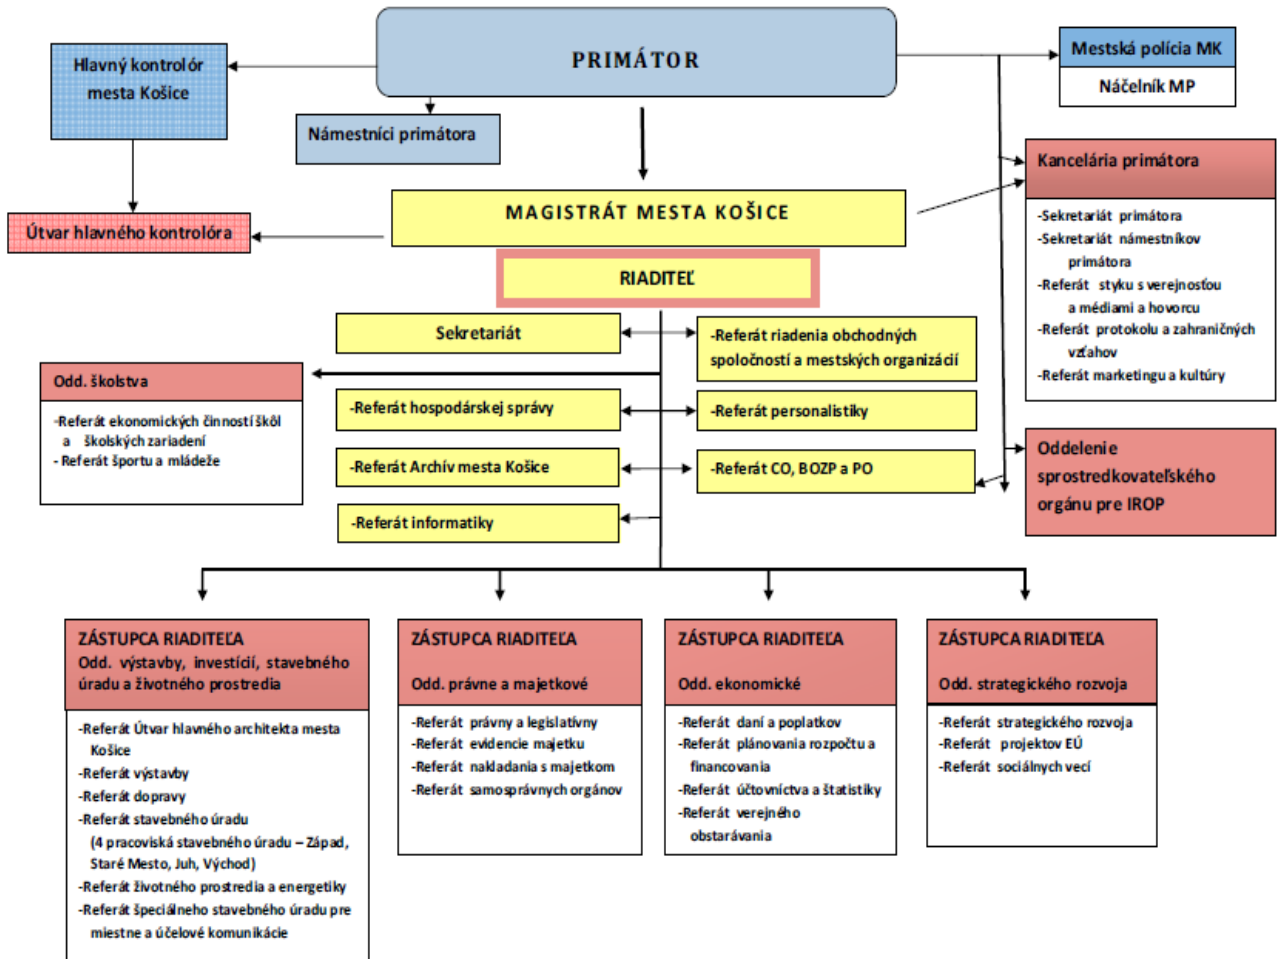 PRIMÁTOR
Hlavný kontrolór
mesta Košice
Námestníci primátora
Mestská polícia MK
Náčelník MP
Kancelária primátora
-Sekretariát primátora
-Sekretariát námestníkov
primátora
-Referát styku s verejnosťou
a médiami a hovorcu
-Referát protokolu a zahraničných
vzťahov
-Referát marketingu a kultúry
MAGISTRÁT MESTA KOŠICE
Útvar hlavného kontrolóra
RIADITEĽ
Sekretariát
-Referát riadenia obchodných
spoločností a mestských organizácií
Odd. školstva
-Referát ekonomických činností škôl
a školských zariadení
- Referát športu a mládeže
-Referát hospodárskej správy
-Referát personalistiky
-Referát Archív mesta Košice
-Referát CO, BOZP a PO
-Referát informatiky
Oddelenie
sprostredkovateľského
orgánu pre IROP
ZÁSTUPCA RIADITEĽA
Odd. výstavby, investícií, stavebného
úradu a životného prostredia
-Referát Útvar hlavného architekta mesta
Košice
-Referát výstavby
-Referát dopravy
-Referát stavebného úradu
(4 pracoviská stavebného úradu – Západ,
Staré Mesto, Juh, Východ)
-Referát životného prostredia a energetiky
-Referát špeciálneho stavebného úradu pre
miestne a účelové komunikácie
ZÁSTUPCA RIADITEĽA
Odd. právne a majetkové
-Referát právny a legislatívny
-Referát evidencie majetku
-Referát nakladania s majetkom
-Referát samosprávnych orgánov
ZÁSTUPCA RIADITEĽA
Odd. ekonomické
-Referát daní a poplatkov
-Referát plánovania rozpočtu a
financovania
-Referát účtovníctva a štatistiky
-Referát verejného
obstarávania
ZÁSTUPCA RIADITEĽA
Odd. strategického rozvoja
-Referát strategického rozvoja
-Referát projektov EÚ
-Referát sociálnych vecí